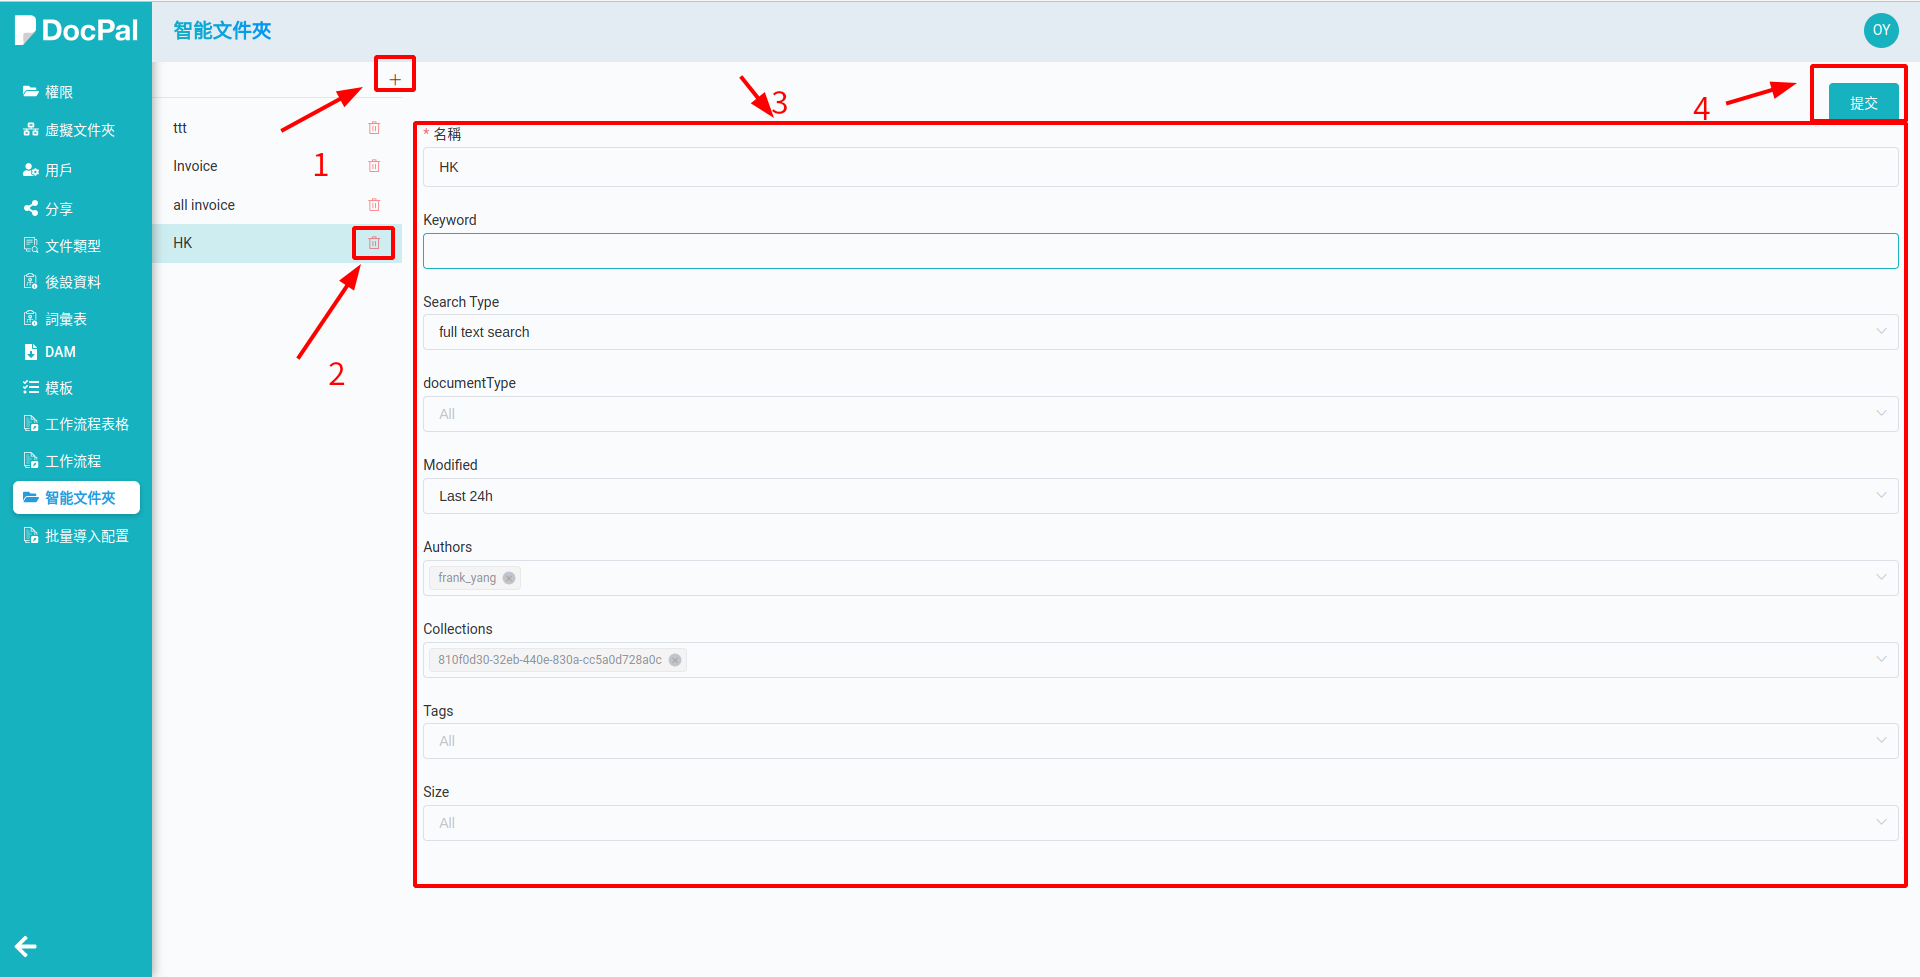 DocPal
智能文件夾
OY
權限
虛擬文件夾
用戶
分享
文件類型
後設資料
詞彙表
DAM
模板
工作流程表格
工作流程
智能文件夾
批量導入配置
+
ttt
Invoice
all invoice
HK
1
2
3
4
提交
* 名稱
HK
Keyword
Search Type
full text search
documentType
All
Modified
Last 24h
Authors
frank_yang
Collections
810f0d30-32eb-440e-830a-cc5a0d728a0c
Tags
All
Size
All